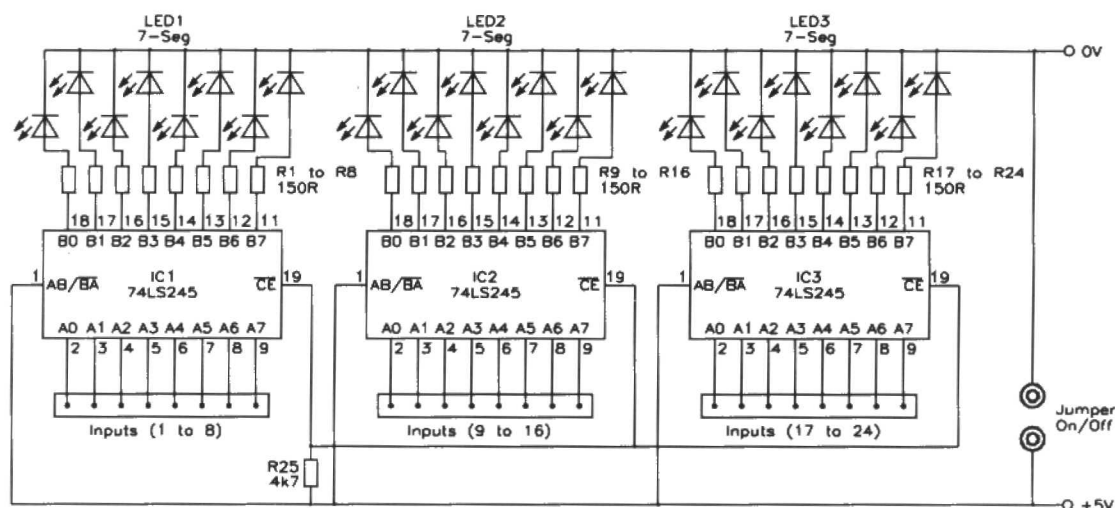 LED1
7-Seg
LED2
7-Seg
LED3
7-Seg
0V
R1 to R8
150R
R9 to R16
150R
R17 to R24
150R
18 17 16 15 14 13 12 11
18 17 16 15 14 13 12 11
18 17 16 15 14 13 12 11
B0 B1 B2 B3 B4 B5 B6 B7
B0 B1 B2 B3 B4 B5 B6 B7
B0 B1 B2 B3 B4 B5 B6 B7
1 AB/B̅A̅ IC1 C̅E̅ 19
74LS245
1 AB/B̅A̅ IC2 C̅E̅ 19
74LS245
1 AB/B̅A̅ IC3 C̅E̅ 19
74LS245
A0 A1 A2 A3 A4 A5 A6 A7
A0 A1 A2 A3 A4 A5 A6 A7
A0 A1 A2 A3 A4 A5 A6 A7
2 3 4 5 6 7 8 9
2 3 4 5 6 7 8 9
2 3 4 5 6 7 8 9
Inputs (1 to 8)
Inputs (9 to 16)
Inputs (17 to 24)
Jumper
On/Off
R25
4k7
+5V